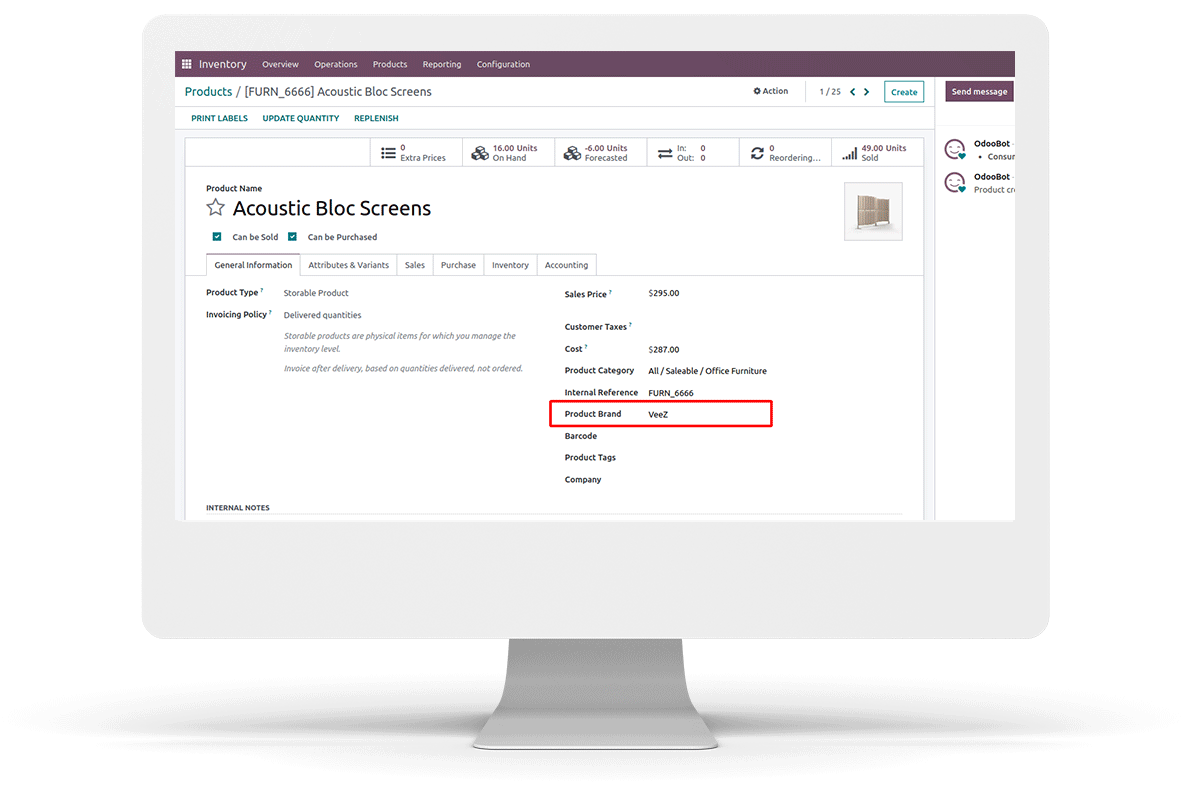 Inventory Overview Operations Products Reporting Configuration
Products / [FURN_6666] Acoustic Bloc Screens Action 1 / 25 Create Send message
PRINT LABELS UPDATE QUANTITY REPLENISH
0 Extra Prices
16.00 Units On Hand
-6.00 Units Forecasted
In: 0
Out: 0
0 Reordering...
49.00 Units Sold
OdooBot
• Consur
OdooBot
Product cre
Product Name
Acoustic Bloc Screens
Can be Sold Can be Purchased
General Information Attributes & Variants Sales Purchase Inventory Accounting
Product Type ? Storable Product
Invoicing Policy ? Delivered quantities
Storable products are physical items for which you manage the
inventory level.
Invoice after delivery, based on quantities delivered, not ordered.
Sales Price ? $295.00
Customer Taxes ?
Cost ? $287.00
Product Category All / Saleable / Office Furniture
Internal Reference FURN_6666
Product Brand VeeZ
Barcode
Product Tags
Company
INTERNAL NOTES